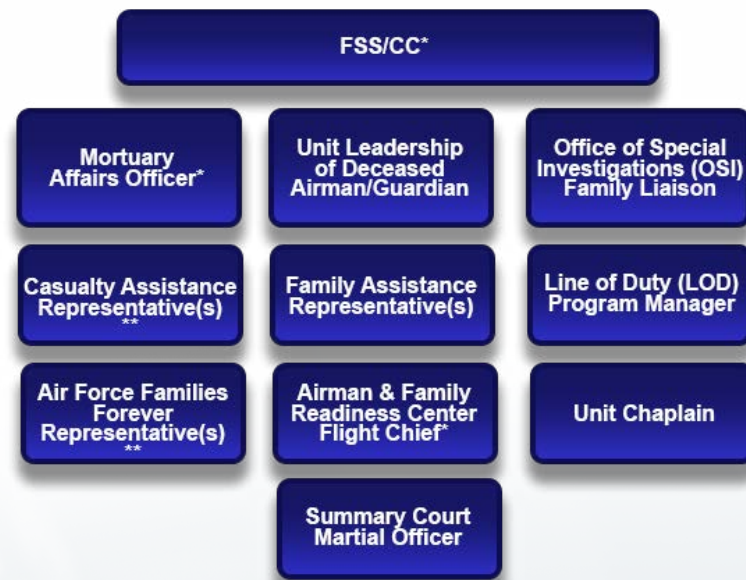 FSS/CC*
Mortuary
Affairs Officer*
Unit Leadership
of Deceased
Airman/Guardian
Office of Special
Investigations (OSI)
Family Liaison
Casualty Assistance
Representative(s)
**
Family Assistance
Representative(s)
Line of Duty (LOD)
Program Manager
Air Force Families
Forever
Representative(s)
**
Airman & Family
Readiness Center
Flight Chief*
Unit Chaplain
Summary Court
Martial Officer